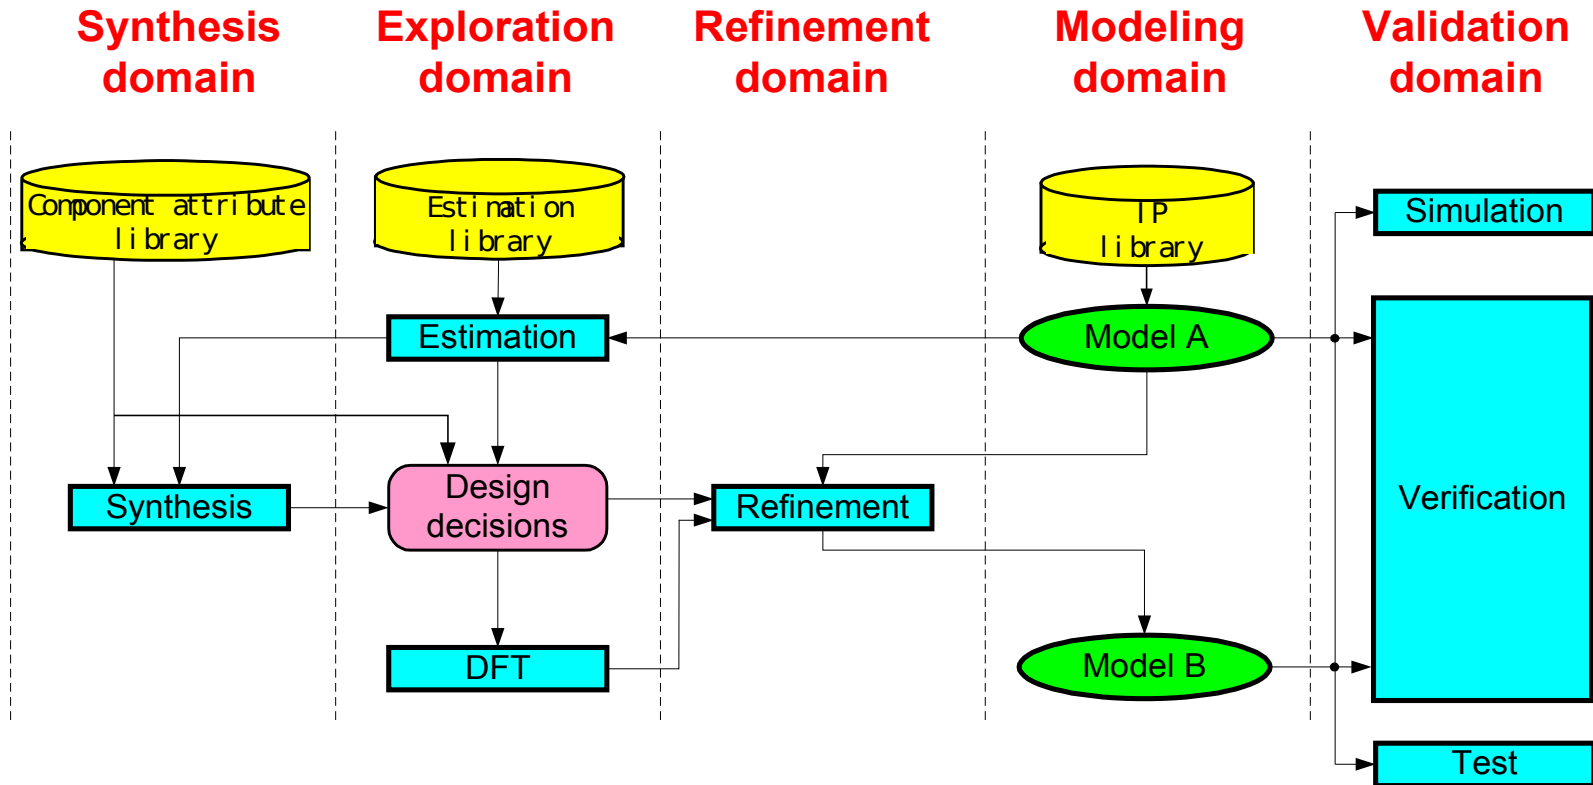 Synthesis
domain
Exploration
domain
Refinement
domain
Modeling
domain
Validation
domain
Component attribute
library
Estimation
library
IP
library
Simulation
Estimation
Model A
Synthesis
Design
decisions
Refinement
Verification
DFT
Model B
Test